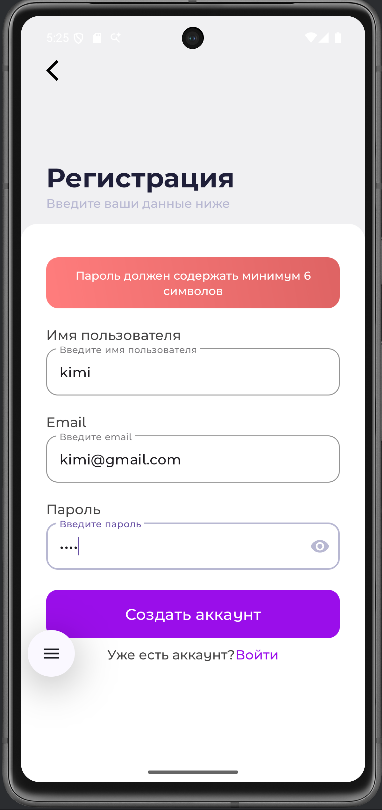 5:25
Регистрация
Введите ваши данные ниже
Пароль должен содержать минимум 6
символов
Имя пользователя
Введите имя пользователя
kimi
Email
Введите email
kimi@gmail.com
Пароль
Введите пароль
••••
Создать аккаунт
Уже есть аккаунт?Войти